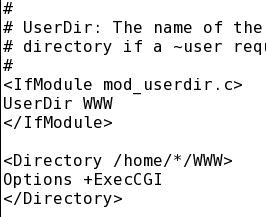 #
# UserDir: The name of the
# directory if a ~user requ
#
<IfModule mod_userdir.c>
UserDir WWW
</IfModule>

<Directory /home/*/WWW>
Options +ExecCGI
</Directory>